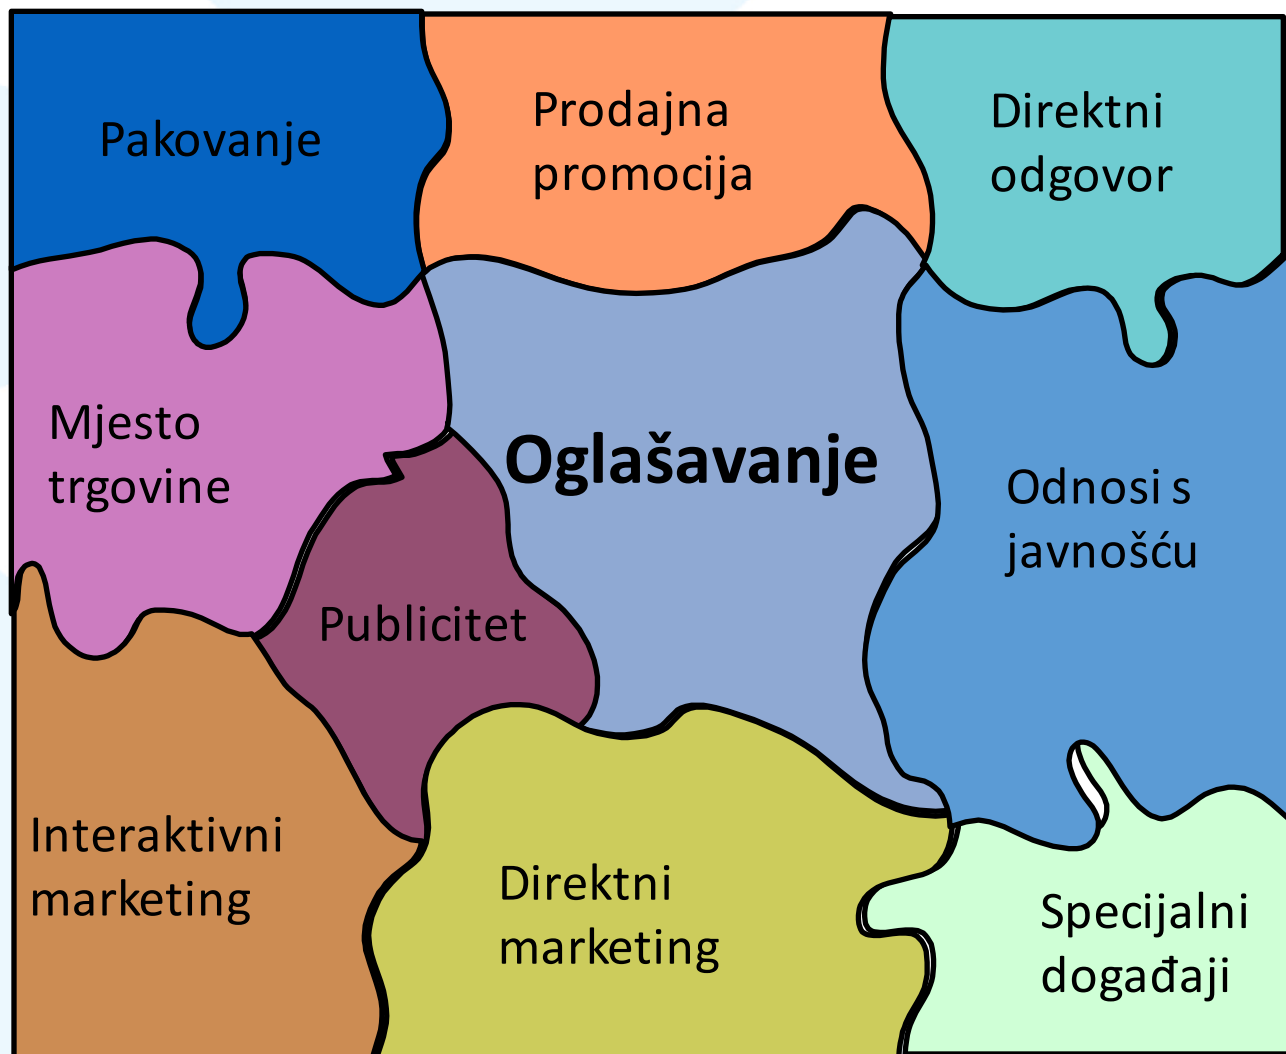 Pakovanje
Prodajna
promocija
Direktni
odgovor
Mjesto
trgovine
Oglašavanje
Odnosi s
javnošću
Publicitet
Interaktivni
marketing
Direktni
marketing
Specijalni
događaji